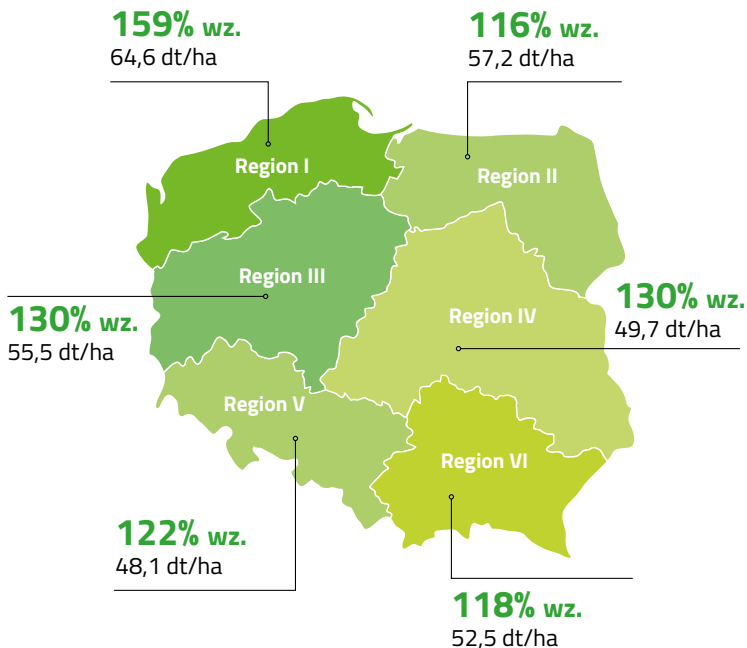 159% wz.
64,6 dt/ha
116% wz.
57,2 dt/ha
Region I
Region II
Region III
130% wz.
55,5 dt/ha
Region IV
130% wz.
49,7 dt/ha
Region V
Region VI
122% wz.
48,1 dt/ha
118% wz.
52,5 dt/ha